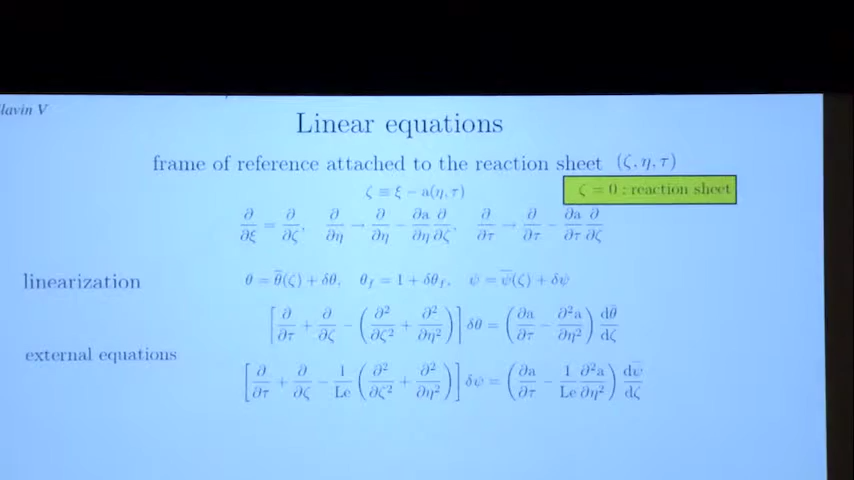 lavin V
Linear equations
frame of reference attached to the reaction sheet (ζ, η, τ)
ζ ≡ ξ − a(η, τ)
ζ = 0 : reaction sheet
∂/∂ξ = ∂/∂ζ, ∂/∂η → ∂/∂η − ∂a/∂η ∂/∂ζ, ∂/∂τ → ∂/∂τ − ∂a/∂τ ∂/∂ζ
linearization θ = θ̅(ζ) + δθ, θ_f = 1 + δθ_f, ψ = ψ̅(ζ) + δψ
[∂/∂τ + ∂/∂ζ − (∂²/∂ζ² + ∂²/∂η²)] δθ = (∂a/∂τ − ∂²a/∂η²) dθ̅/dζ
external equations
[∂/∂τ + ∂/∂ζ − 1/Le (∂²/∂ζ² + ∂²/∂η²)] δψ = (∂a/∂τ − 1/Le ∂²a/∂η²) dψ̅/dζ